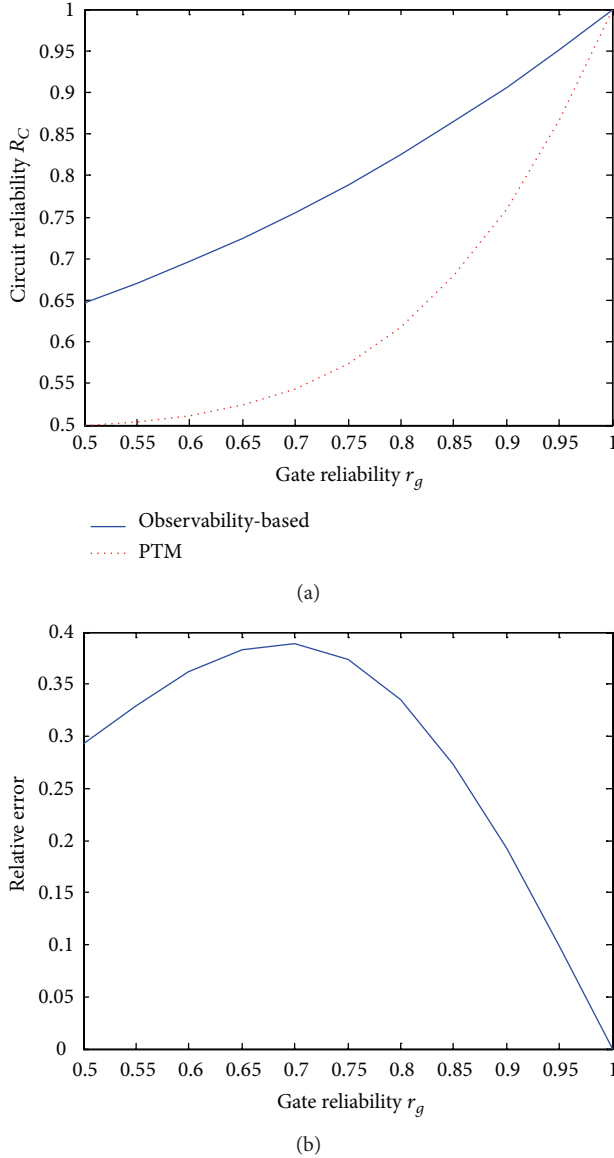 1
0.95
0.9
0.85
0.8
0.75
0.7
0.65
0.6
0.55
0.5
Circuit reliability R_C
0.5 0.55 0.6 0.65 0.7 0.75 0.8 0.85 0.9 0.95 1
Gate reliability r_g
Observability-based
PTM
(a)
0.4
0.35
0.3
0.25
0.2
0.15
0.1
0.05
0
Relative error
0.5 0.55 0.6 0.65 0.7 0.75 0.8 0.85 0.9 0.95 1
Gate reliability r_g
(b)